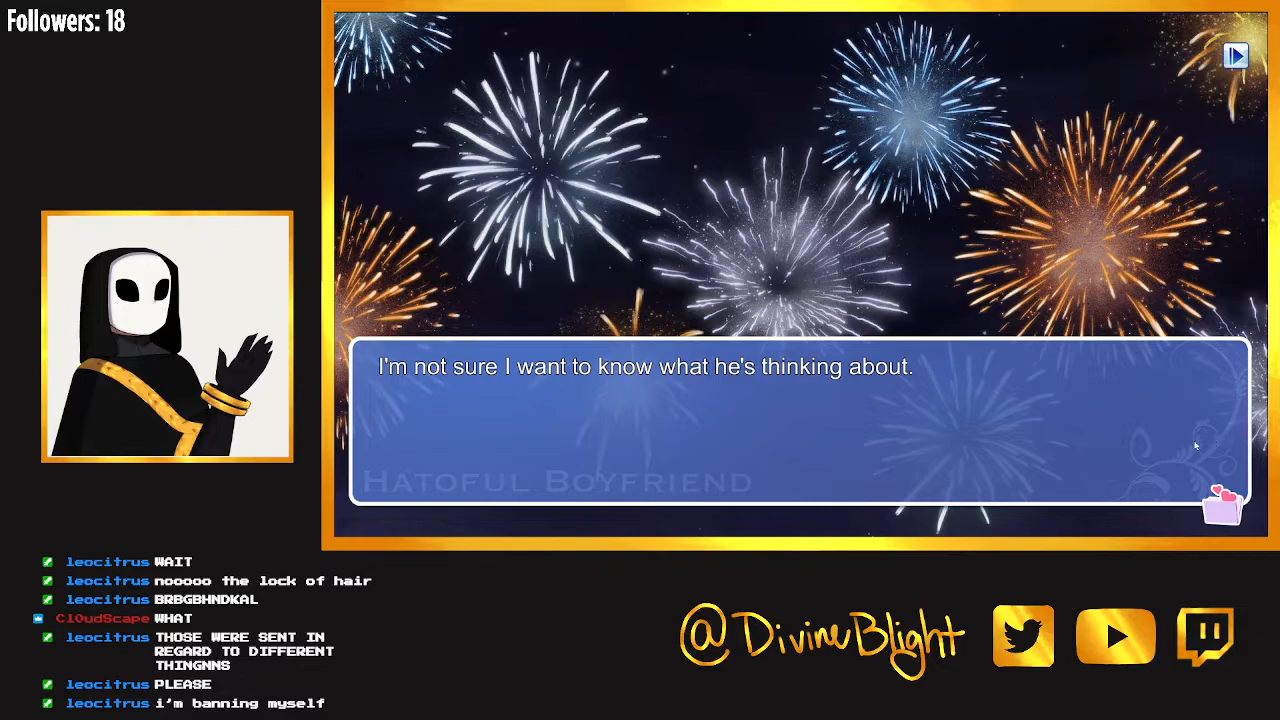 Followers: 18
I'm not sure I want to know what he's thinking about.
HATOFUL BOYFRIEND
leocitrus WAIT
leocitrus nooooo the lock of hair
leocitrus BRBGBHNDKAL
Cl0udScape WHAT
leocitrus THOSE WERE SENT IN
REGARD TO DIFFERENT
THINGNNS
leocitrus PLEASE
leocitrus i'm banning myself
@DivineBlight